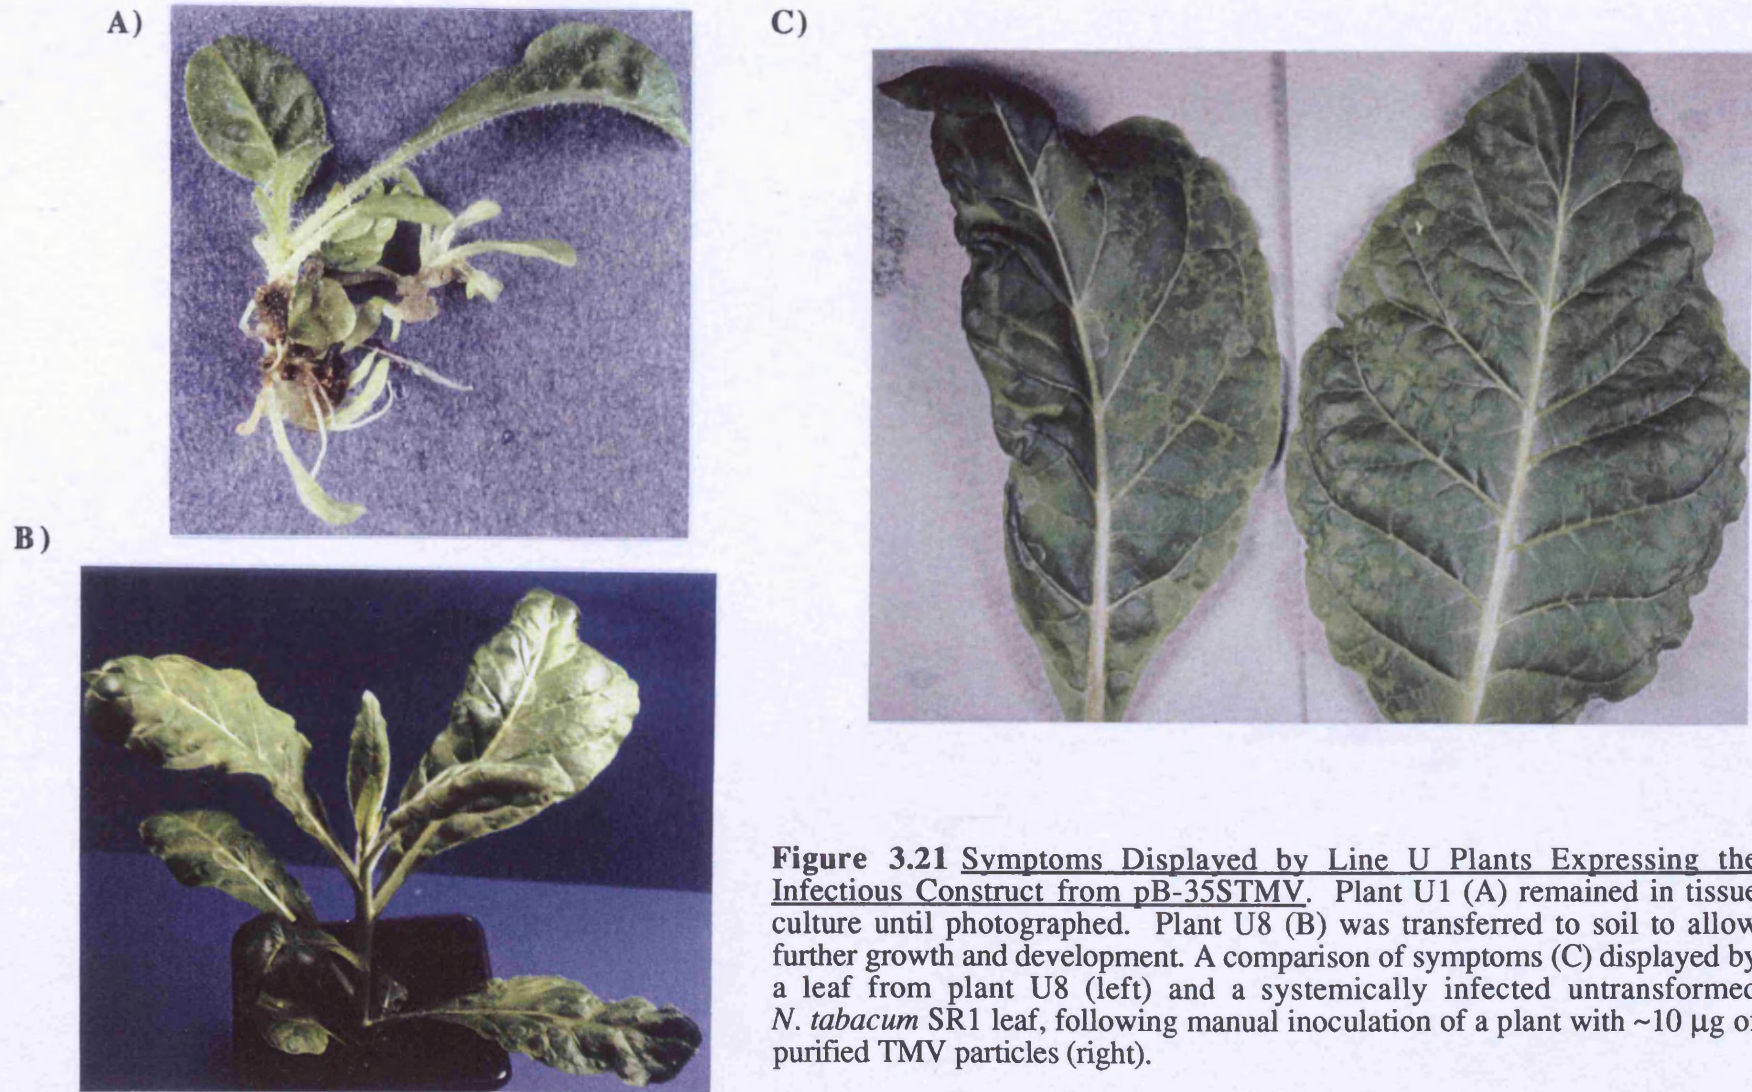 A)
C)
B)
Figure 3.21 Symptoms Displayed by Line U Plants Expressing the
Infectious Construct from pB-35STMV. Plant U1 (A) remained in tissue
culture until photographed. Plant U8 (B) was transferred to soil to allow
further growth and development. A comparison of symptoms (C) displayed by
a leaf from plant U8 (left) and a systemically infected untransformed
N. tabacum SR1 leaf, following manual inoculation of a plant with ~10 µg of
purified TMV particles (right).